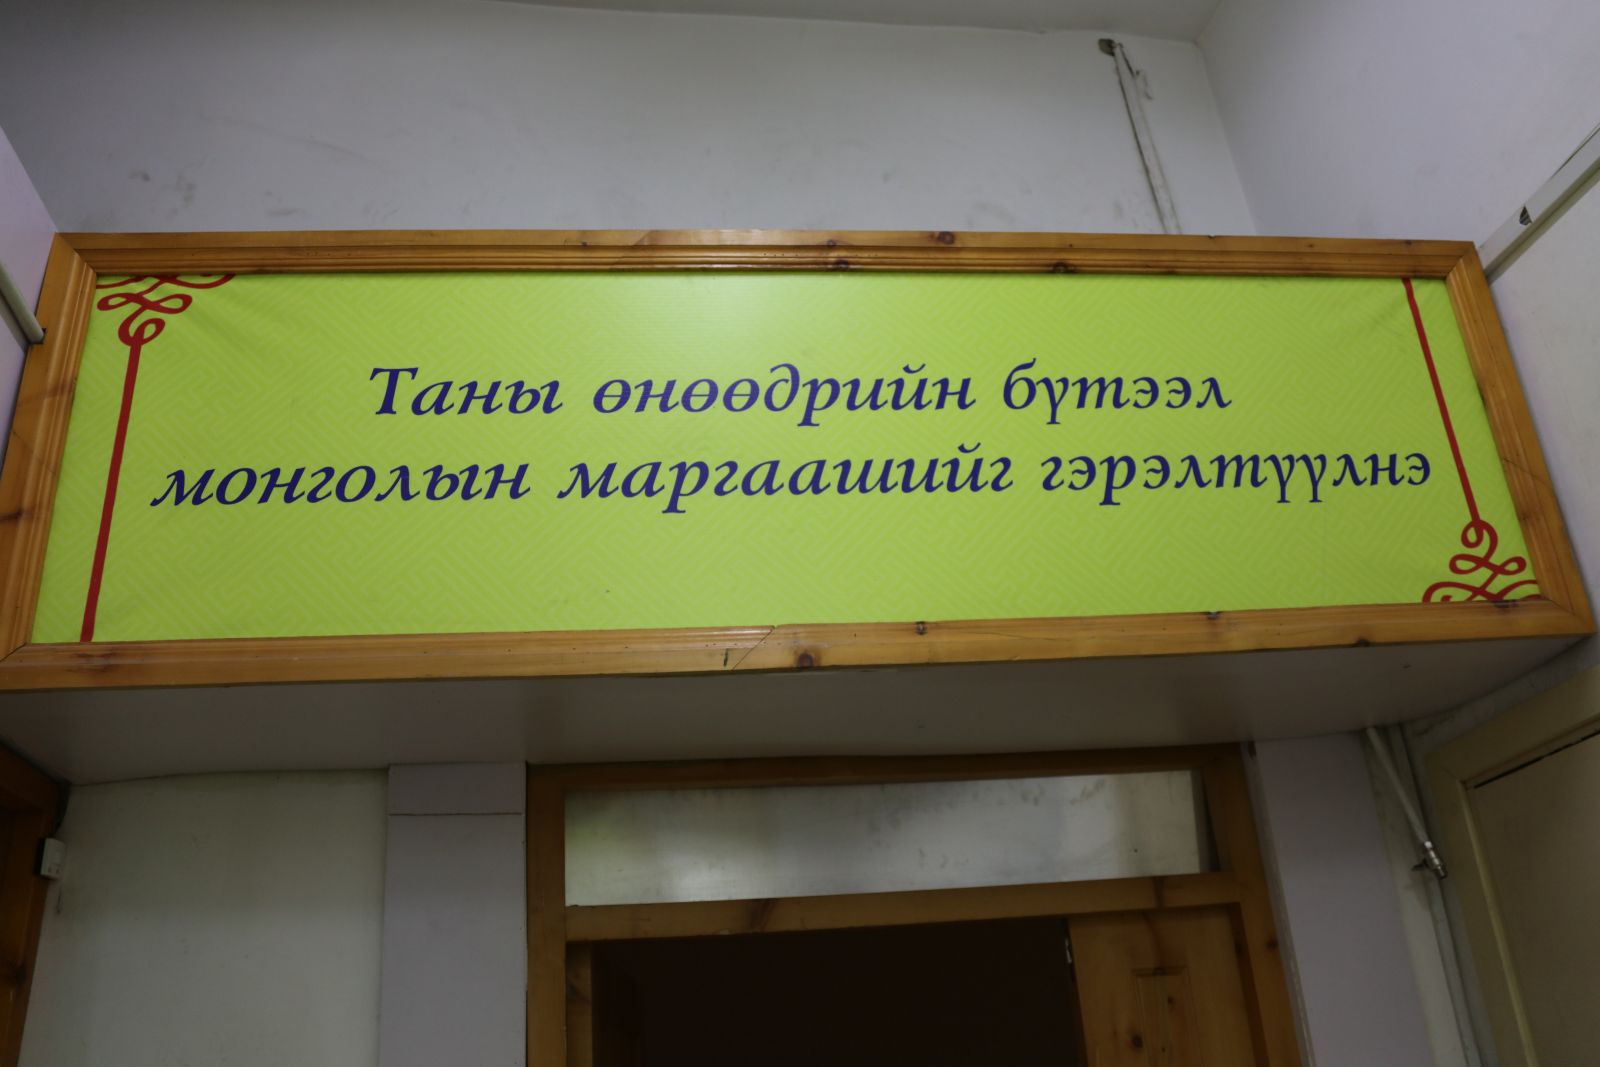 Таны өнөөдрийн бүтээл
монголын маргаашийг гэрэлтүүлнэ